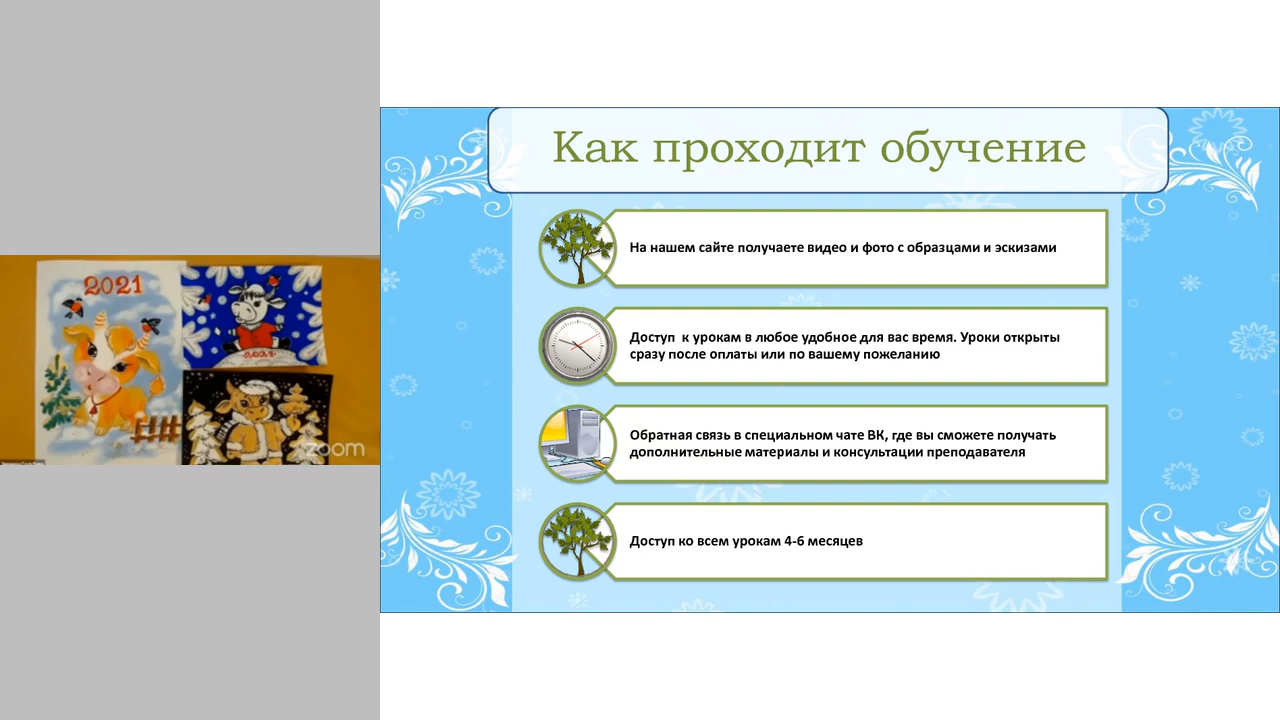 Как проходит обучение
На нашем сайте получаете видео и фото с образцами и эскизами
Доступ к урокам в любое удобное для вас время. Уроки открыты
сразу после оплаты или по вашему пожеланию
Обратная связь в специальном чате ВК, где вы сможете получать
дополнительные материалы и консультации преподавателя
Доступ ко всем урокам 4-6 месяцев
2021
2021
zoom